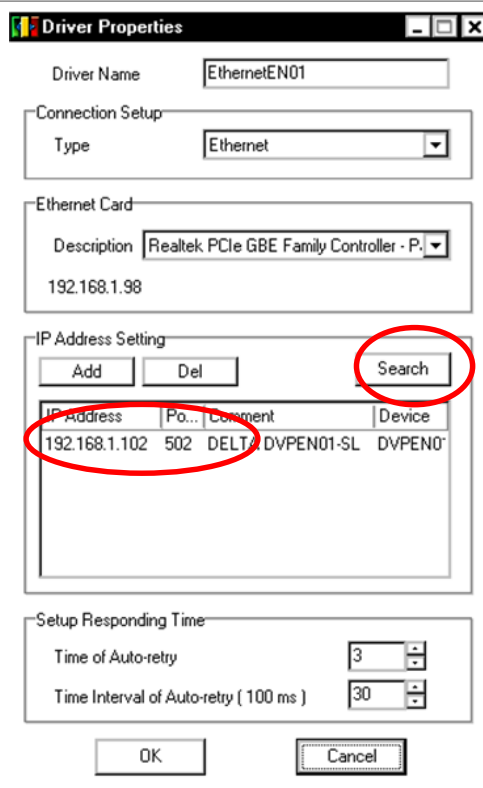 Driver Properties
Driver Name EthernetEN01
Connection Setup
Type Ethernet
Ethernet Card
Description Realtek PCIe GBE Family Controller - P.
192.168.1.98
IP Address Setting
Add Del Search
IP Address Po... Comment Device
192.168.1.102 502 DELTA DVPEN01-SL DVPEN0
Setup Responding Time
Time of Auto-retry 3
Time Interval of Auto-retry ( 100 ms ) 30
OK Cancel